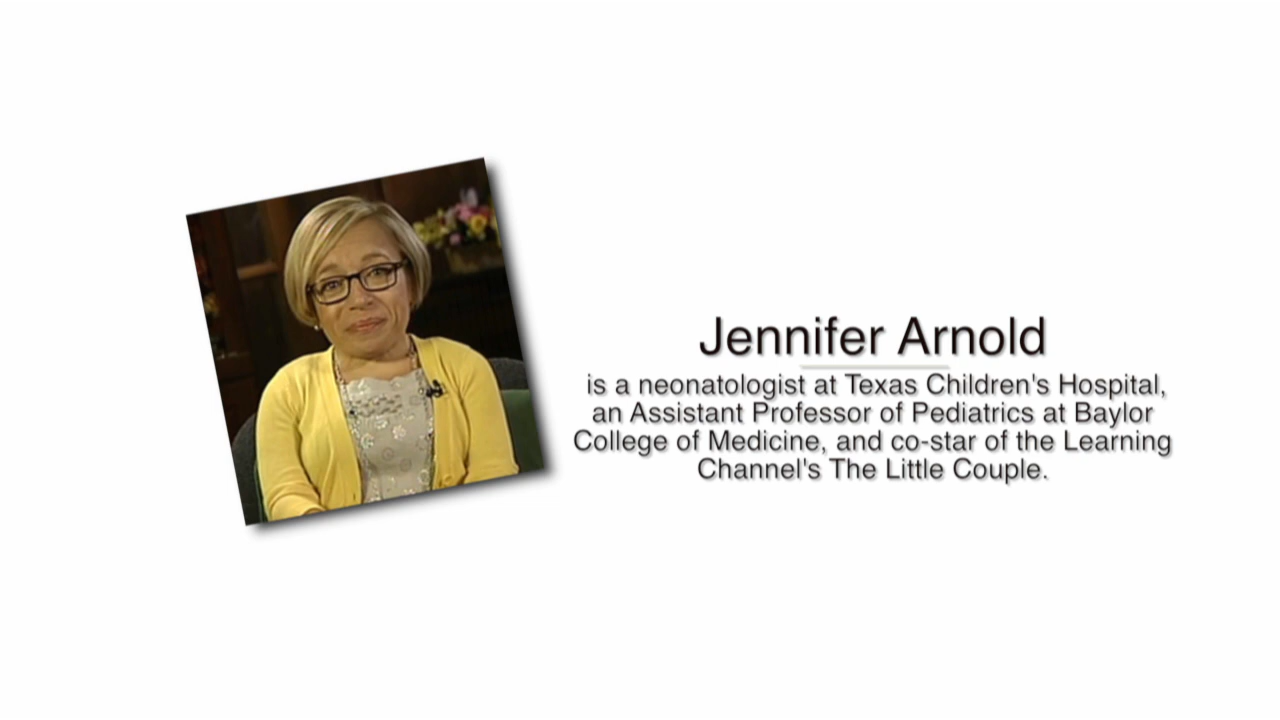 Jennifer Arnold
is a neonatologist at Texas Children's Hospital,
an Assistant Professor of Pediatrics at Baylor
College of Medicine, and co-star of the Learning
Channel's The Little Couple.